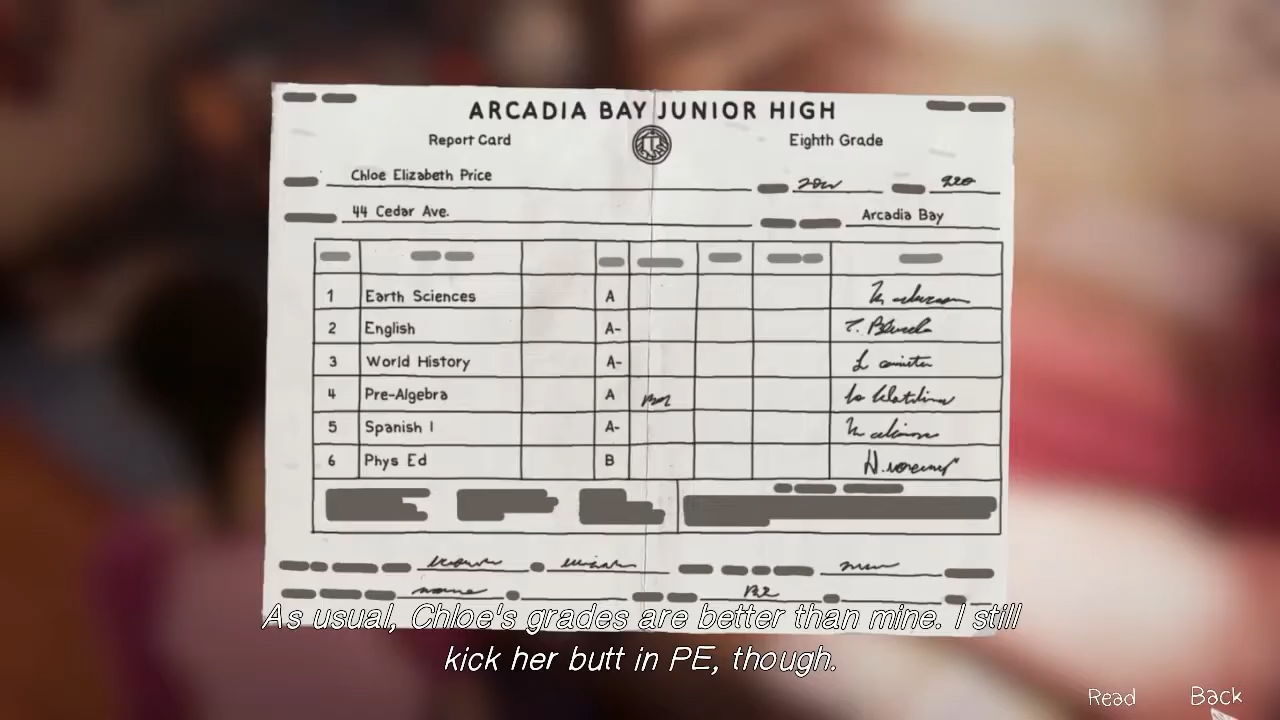 ARCADIA BAY JUNIOR HIGH
Report Card Eighth Grade
Chloe Elizabeth Price
44 Cedar Ave. Arcadia Bay
1 Earth Sciences A
2 English A-
3 World History A-
4 Pre-Algebra A
5 Spanish I A-
6 Phys Ed B
As usual, Chloe's grades are better than mine. I still
kick her butt in PE, though.
Read Back